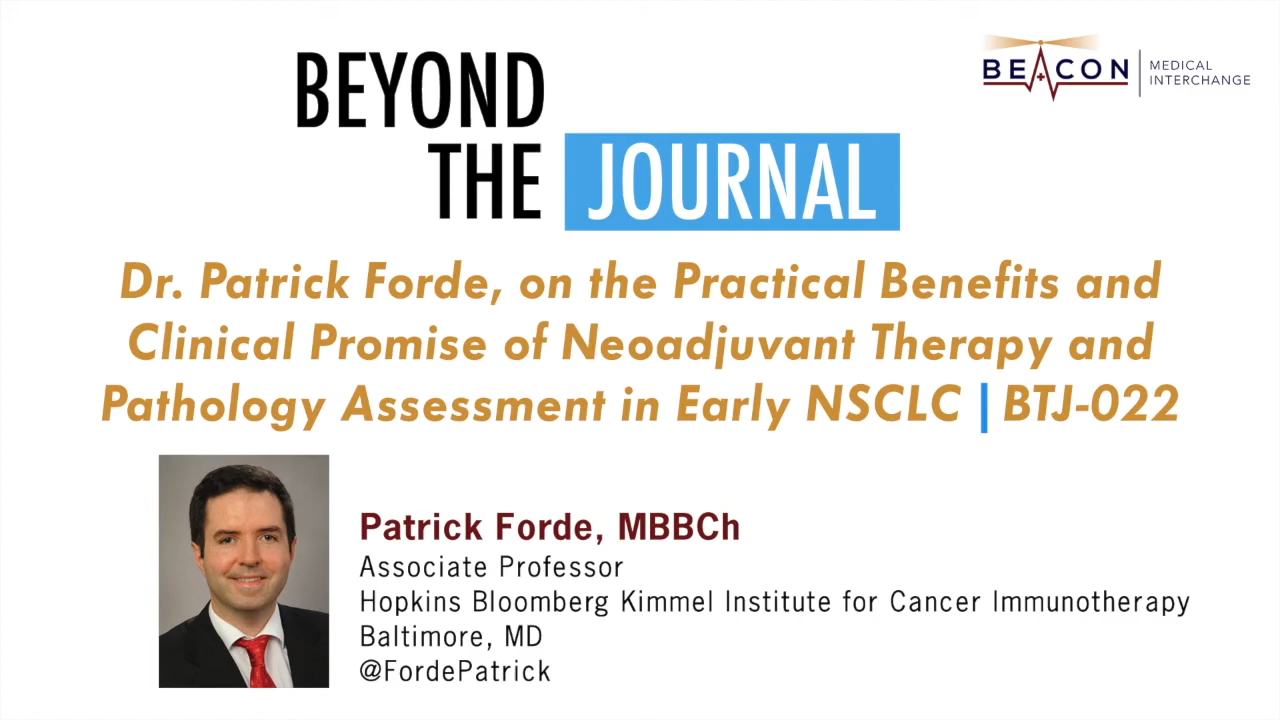 BEYOND
THE JOURNAL
BEACON
MEDICAL
INTERCHANGE
Dr. Patrick Forde, on the Practical Benefits and
Clinical Promise of Neoadjuvant Therapy and
Pathology Assessment in Early NSCLC | BTJ-022
Patrick Forde, MBBCh
Associate Professor
Hopkins Bloomberg Kimmel Institute for Cancer Immunotherapy
Baltimore, MD
@FordePatrick